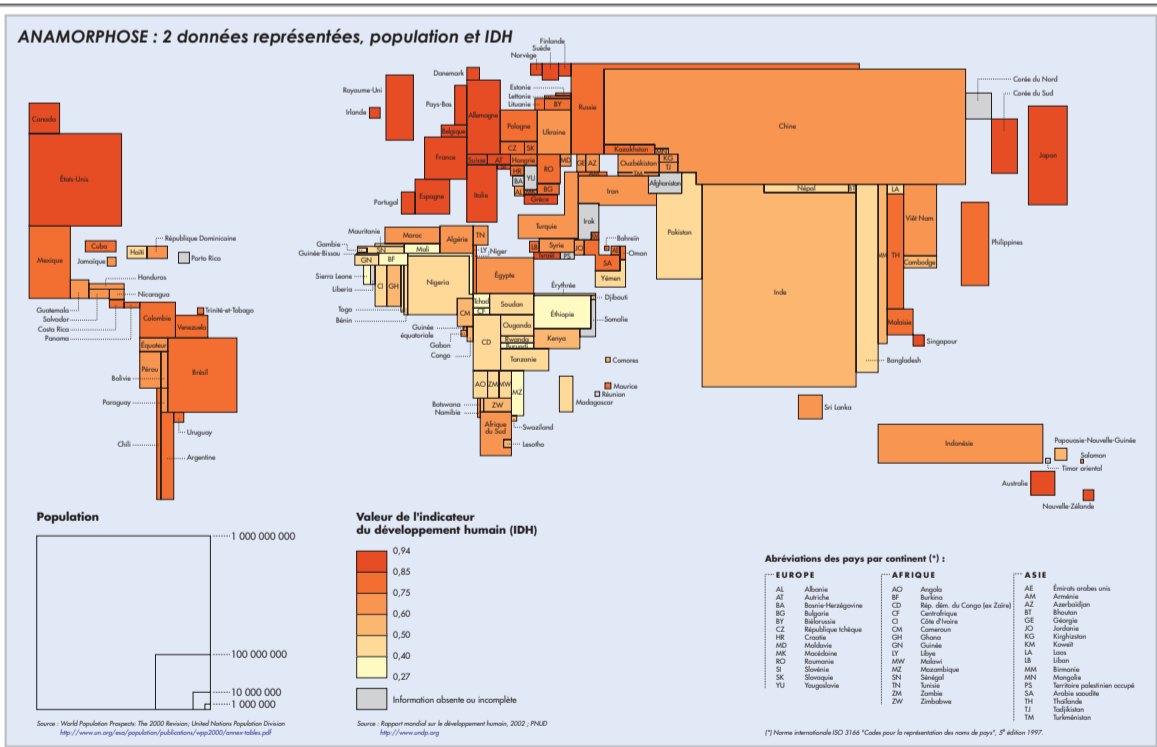 ANAMORPHOSE : 2 données représentées, population et IDH
Finlande
Suède
Norvège
Danemark
Royaume-Uni
Irlande
Pays-Bas
Belgique
Allemagne
France
Suisse
AT
Italie
Espagne
Portugal
Estonie
Lettonie
Lituanie
BY
Russie
Pologne
Ukraine
CZ
SK
Hongrie
MD
RO
HR
BA
YU
AL
BG
Grèce
GE
AZ
Kazakhstan
Ouzbékistan
TM
KG
TJ
Chine
Corée du Nord
Corée du Sud
Japon
Canada
États-Unis
Mexique
Cuba
Jamaïque
Haïti
République Dominicaine
Porto Rico
Honduras
Nicaragua
Guatemala
Salvador
Costa Rica
Panama
Trinité-et-Tobago
Colombie
Venezuela
Équateur
Pérou
Brésil
Bolivie
Paraguay
Uruguay
Chili
Argentine
Mauritanie
Maroc
Algérie
TN
Gambie
Guinée-Bissau
SN
Mali
LY
Niger
GN
BF
Sierra Leone
Liberia
CI
GH
Nigeria
Togo
Bénin
Égypte
Tchad
CF
Soudan
Érythrée
Djibouti
Éthiopie
Somalie
CM
Guinée
équatoriale
Gabon
Congo
CD
Ouganda
Rwanda
Burundi
Kenya
Tanzanie
AO
ZM
MW
MZ
Botswana
Namibie
ZW
Afrique
du Sud
Swaziland
Lesotho
Madagascar
Comores
Maurice
Réunion
Turquie
LB
Syrie
Israël
PS
JO
Irak
Iran
Afghanistan
Bahreïn
Oman
SA
Yémen
Pakistan
Népal
BT
Inde
Bangladesh
MM
LA
TH
Viêt Nam
Cambodge
Malaisie
Singapour
Philippines
Sri Lanka
Indonésie
Papouasie-Nouvelle-Guinée
Salomon
Timor oriental
Australie
Nouvelle-Zélande
Population
1 000 000 000
100 000 000
10 000 000
1 000 000
Source : World Population Prospects: The 2000 Revision; United Nations Population Division
http://www.un.org/esa/population/publications/wpp2000/annex-tables.pdf
Valeur de l'indicateur
du développement humain (IDH)
0,94
0,85
0,75
0,60
0,50
0,40
0,27
Information absente ou incomplète
Source : Rapport mondial sur le développement humain, 2002 ; PNUD
http://www.undp.org
Abréviations des pays par continent (*) :
EUROPE
AL Albanie
AT Autriche
BA Bosnie-Herzégovine
BG Bulgarie
BY Biélorussie
CZ République tchèque
HR Croatie
MD Moldavie
MK Macédoine
RO Roumanie
SI Slovénie
SK Slovaquie
YU Yougoslavie
AFRIQUE
AO Angola
BF Burkina
CD Rép. dém. du Congo (ex Zaïre)
CF Centrafrique
CI Côte d'Ivoire
CM Cameroun
GH Ghana
GN Guinée
LY Libye
MW Malawi
MZ Mozambique
SN Sénégal
TN Tunisie
ZM Zambie
ZW Zimbabwe
ASIE
AE Émirats arabes unis
AM Arménie
AZ Azerbaïdjan
BT Bhoutan
GE Géorgie
JO Jordanie
KG Kirghizstan
KM Koweit
LA Laos
LB Liban
MM Birmanie
MN Mongolie
PS Territoire palestinien occupé
SA Arabie saoudite
TH Thaïlande
TJ Tadjikistan
TM Turkménistan
(*) Norme internationale ISO 3166 "Codes pour la représentation des noms de pays", 5e édition 1997.